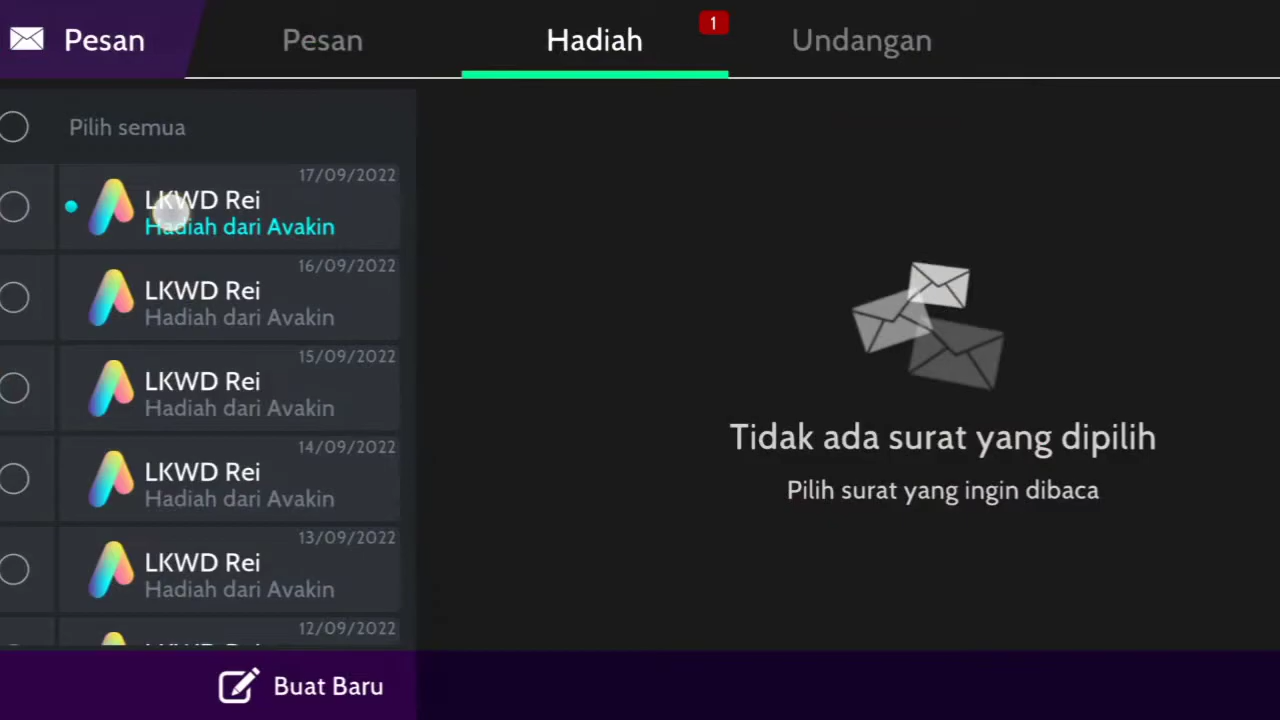 Pesan
Pesan
Hadiah
1
Undangan
Pilih semua
17/09/2022
LKWD Rei
Hadiah dari Avakin
16/09/2022
LKWD Rei
Hadiah dari Avakin
15/09/2022
LKWD Rei
Hadiah dari Avakin
14/09/2022
LKWD Rei
Hadiah dari Avakin
13/09/2022
LKWD Rei
Hadiah dari Avakin
12/09/2022
Tidak ada surat yang dipilih
Pilih surat yang ingin dibaca
Buat Baru